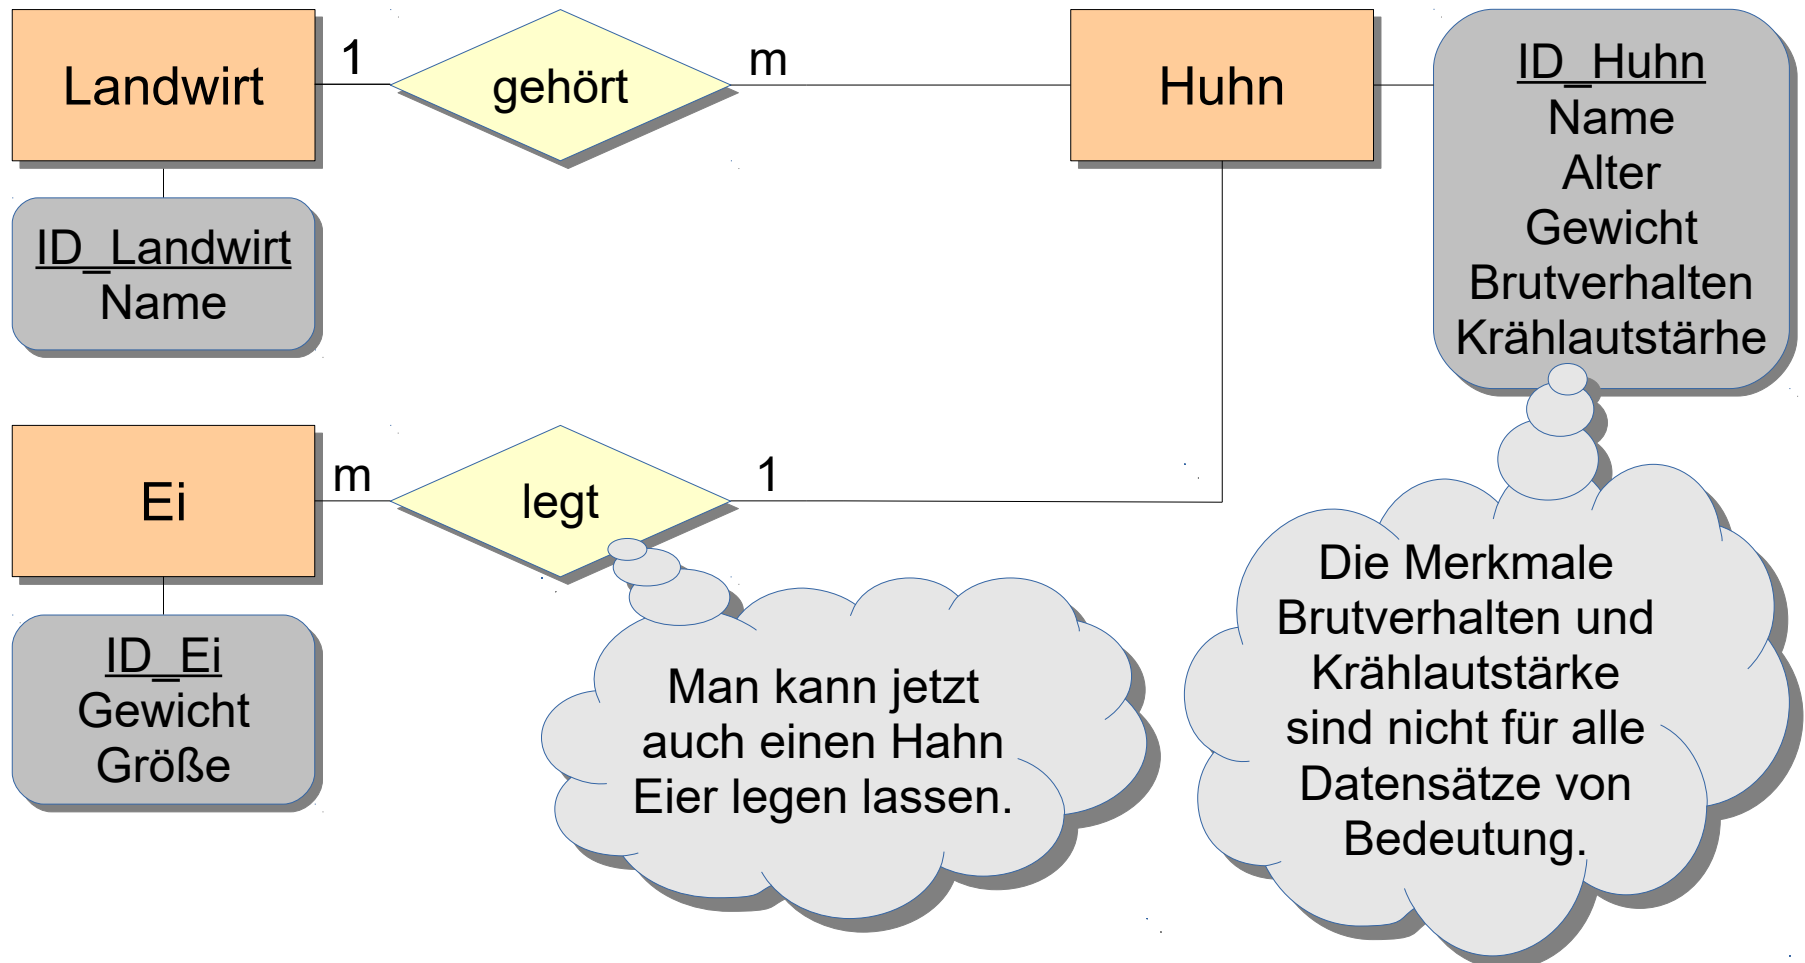 Landwirt
1
gehört
m
Huhn
ID_Huhn
Name
Alter
Gewicht
Brutverhalten
Krählautstärhe
ID_Landwirt
Name
Ei
m
legt
1
ID_Ei
Gewicht
Größe
Man kann jetzt
auch einen Hahn
Eier legen lassen.
Die Merkmale
Brutverhalten und
Krählautstärke
sind nicht für alle
Datensätze von
Bedeutung.